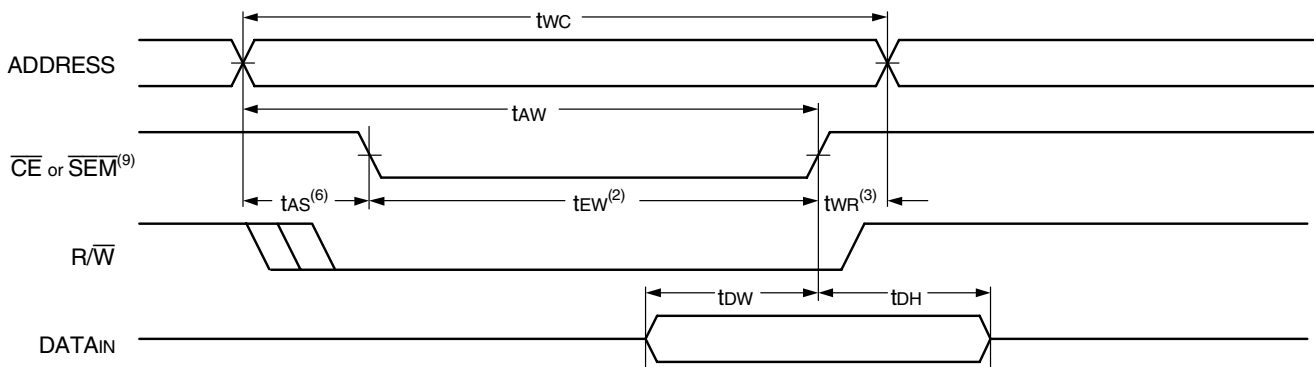 tWC
ADDRESS
tAW
CE or SEM(9)
tAS(6) tEW(2) tWR(3)
R/W
tDW tDH
DATAIN